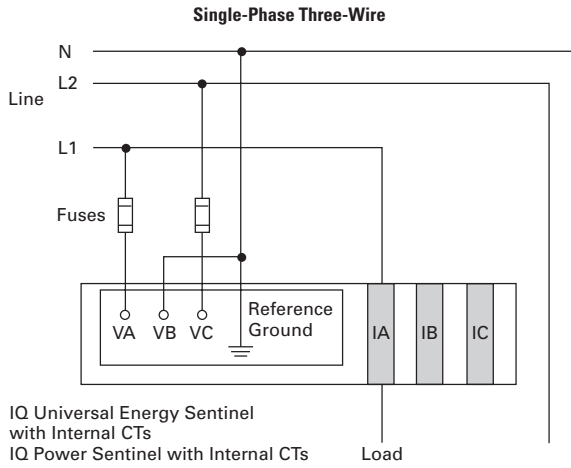 Single-Phase Three-Wire
N
L2
Line
L1
Fuses
Reference
Ground
VA VB VC
IA IB IC
IQ Universal Energy Sentinel
with Internal CTs
IQ Power Sentinel with Internal CTs
Load